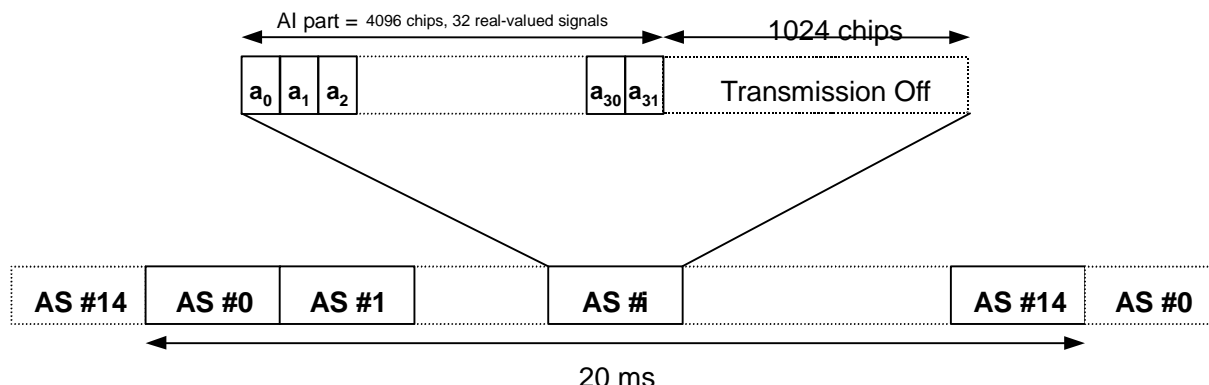 AI part = 4096 chips, 32 real-valued signals
1024 chips
a0 a1 a2 a30 a31 Transmission Off
AS #14 AS #0 AS #1 AS #i AS #14 AS #0
20 ms